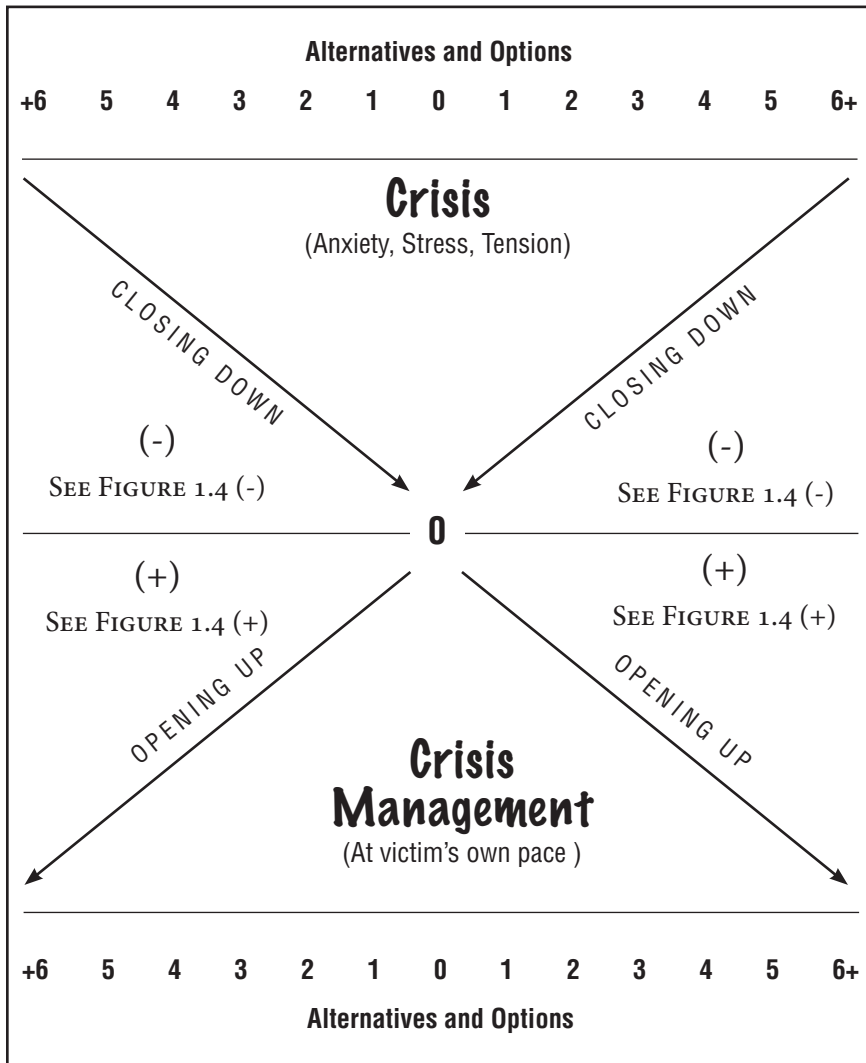 Alternatives and Options
+6 5 4 3 2 1 0 1 2 3 4 5 6+
Crisis
(Anxiety, Stress, Tension)
CLOSING DOWN
CLOSING DOWN
(-)
SEE FIGURE 1.4 (-)
(-)
SEE FIGURE 1.4 (-)
0
(+)
SEE FIGURE 1.4 (+)
(+)
SEE FIGURE 1.4 (+)
OPENING UP
OPENING UP
Crisis
Management
(At victim's own pace )
+6 5 4 3 2 1 0 1 2 3 4 5 6+
Alternatives and Options